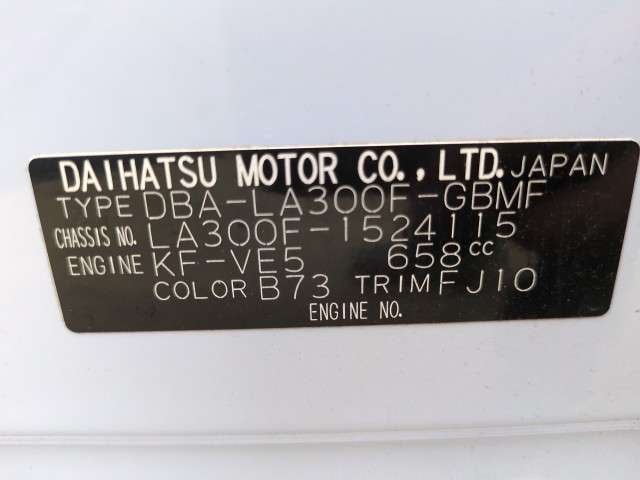 DAIHATSU MOTOR CO., LTD. JAPAN
TYPE DBA-LA300F-GBMF
CHASSIS NO. LA300F-1524115
ENGINE KF-VE5 658cc
COLOR B73 TRIM FJ10
ENGINE NO.